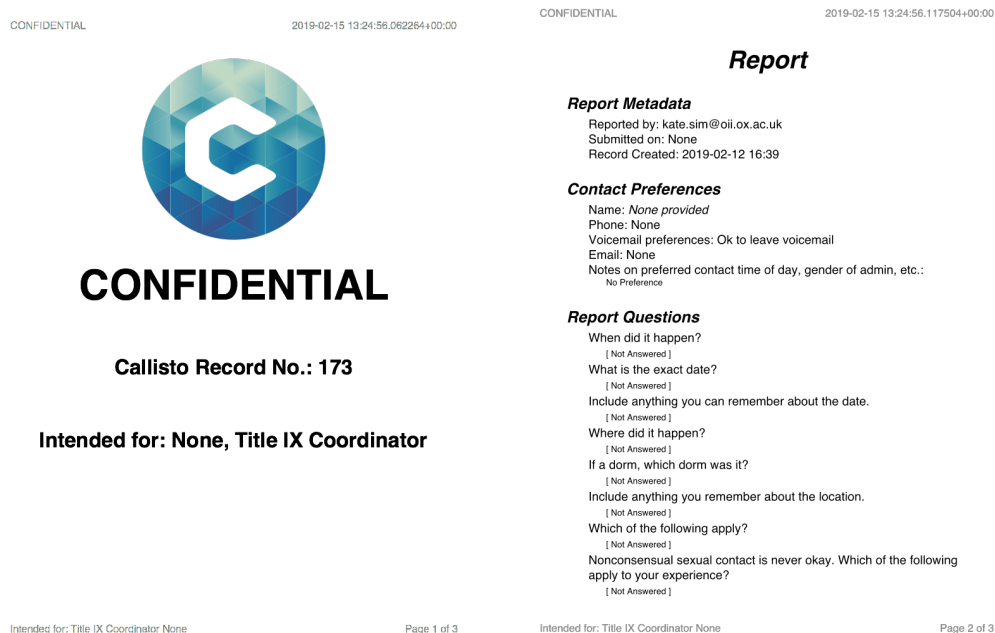 CONFIDENTIAL
2019-02-15 13:24:56.062264+00:00
CONFIDENTIAL
Callisto Record No.: 173
Intended for: None, Title IX Coordinator
Intended for: Title IX Coordinator None
Page 1 of 3
CONFIDENTIAL
2019-02-15 13:24:56.117504+00:00
Report
Report Metadata
Reported by: kate.sim@oii.ox.ac.uk
Submitted on: None
Record Created: 2019-02-12 16:39
Contact Preferences
Name: None provided
Phone: None
Voicemail preferences: Ok to leave voicemail
Email: None
Notes on preferred contact time of day, gender of admin, etc.:
No Preference
Report Questions
When did it happen?
[ Not Answered ]
What is the exact date?
[ Not Answered ]
Include anything you can remember about the date.
[ Not Answered ]
Where did it happen?
[ Not Answered ]
If a dorm, which dorm was it?
[ Not Answered ]
Include anything you remember about the location.
[ Not Answered ]
Which of the following apply?
[ Not Answered ]
Nonconsensual sexual contact is never okay. Which of the following
apply to your experience?
[ Not Answered ]
Intended for: Title IX Coordinator None
Page 2 of 3